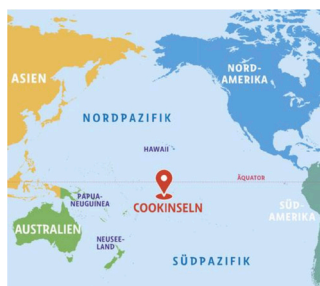 ASIEN
NORD-
AMERIKA
NORDPAZIFIK
HAWAII
ÄQUATOR
PAPUA-
NEUGUINEA
COOKINSELN
SÜD-
AMERIKA
AUSTRALIEN
NEUSEE-
LAND
SÜDPAZIFIK